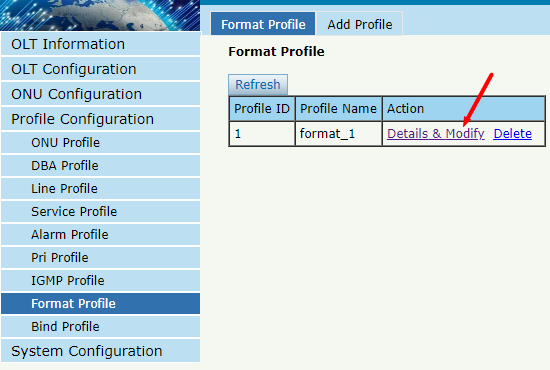 Format Profile Add Profile
OLT Information
OLT Configuration
ONU Configuration
Profile Configuration
ONU Profile
DBA Profile
Line Profile
Service Profile
Alarm Profile
Pri Profile
IGMP Profile
Format Profile
Bind Profile
System Configuration
Format Profile
Refresh
Profile ID Profile Name Action
1 format_1 Details & Modify Delete